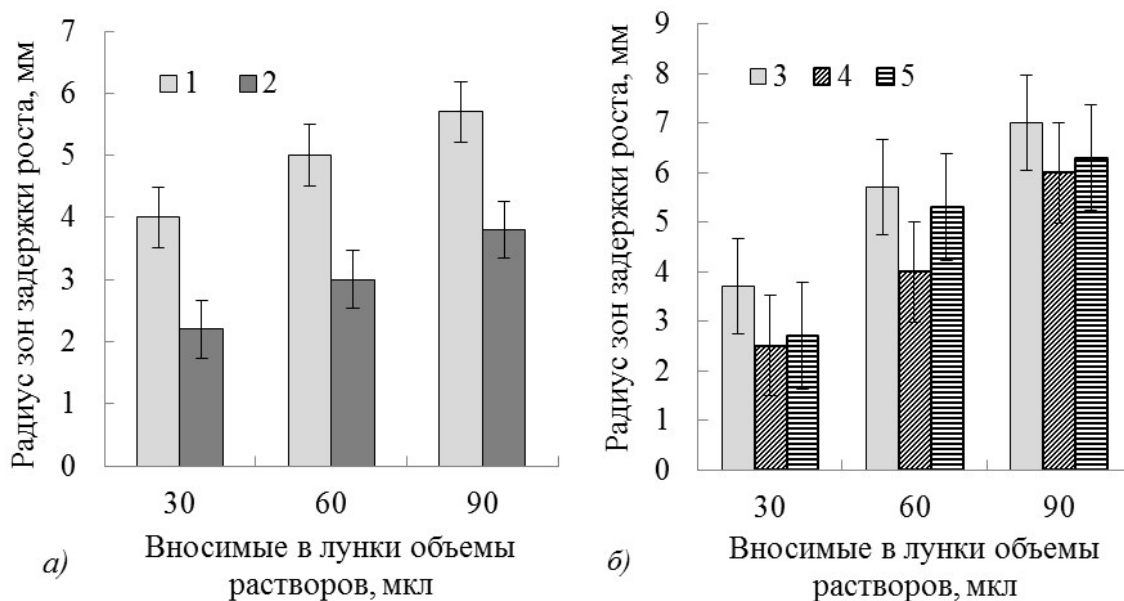 Радиус зон задержки роста, мм
7
6
5
4
3
2
1
0
1 2
30 60 90
Вносимые в лунки объемы
растворов, мкл
а)
Радиус зон задержки роста, мм
9
8
7
6
5
4
3
2
1
0
3 4 5
30 60 90
Вносимые в лунки объемы
растворов, мкл
б)